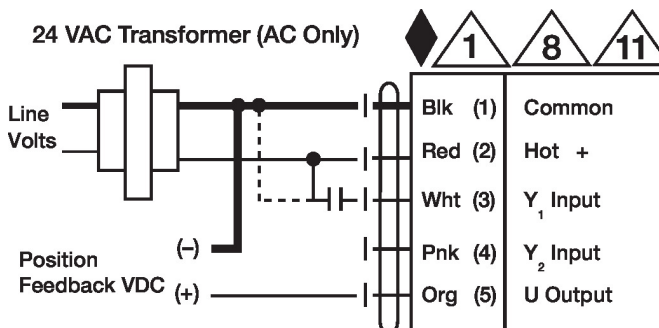 24 VAC Transformer (AC Only)
1 8 11
Line
Volts
Blk (1) Common
Red (2) Hot +
Wht (3) Y1 Input
Pnk (4) Y2 Input
Org (5) U Output
Position
Feedback VDC
(–)
(+)